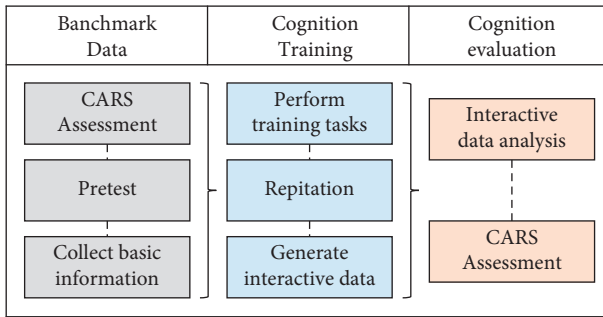 Banchmark
Data
Cognition
Training
Cognition
evaluation
CARS
Assessment
Pretest
Collect basic
information
Perform
training tasks
Repitation
Generate
interactive data
Interactive
data analysis
CARS
Assessment